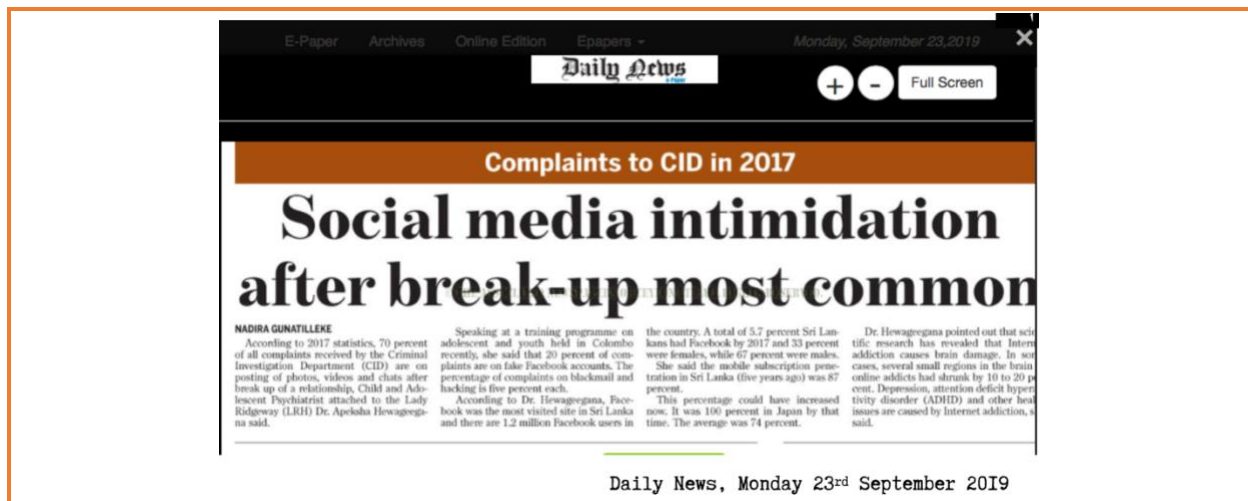 E-Paper Archives Online Edition Epapers Monday, September 23,2019 ×
Daily News
e-Paper
+ - Full Screen
Complaints to CID in 2017
Social media intimidation
after break-up most common
NADIRA GUNATILLEKE
According to 2017 statistics, 70 percent
of all complaints received by the Criminal
Investigation Department (CID) are on
posting of photos, videos and chats after
break up of a relationship, Child and Ado-
lescent Psychiatrist attached to the Lady
Ridgeway (LRH) Dr. Apeksha Hewageega-
na said.
Speaking at a training programme on
adolescent and youth held in Colombo
recently, she said that 20 percent of com-
plaints are on fake Facebook accounts. The
percentage of complaints on blackmail and
hacking is five percent each.
According to Dr. Hewageegana, Face-
book was the most visited site in Sri Lanka
and there are 1.2 million Facebook users in
the country. A total of 5.7 percent Sri Lan-
kans had Facebook by 2017 and 33 percent
were females, while 67 percent were males.
She said the mobile subscription pene-
tration in Sri Lanka (five years ago) was 87
percent.
This percentage could have increased
now. It was 100 percent in Japan by that
time. The average was 74 percent.
Dr. Hewageegana pointed out that scie
tific research has revealed that Intern
addiction causes brain damage. In som
cases, several small regions in the brain
online addicts had shrunk by 10 to 20 p
cent. Depression, attention deficit hypera
tivity disorder (ADHD) and other heal
issues are caused by Internet addiction, s
said.
Daily News, Monday 23rd September 2019